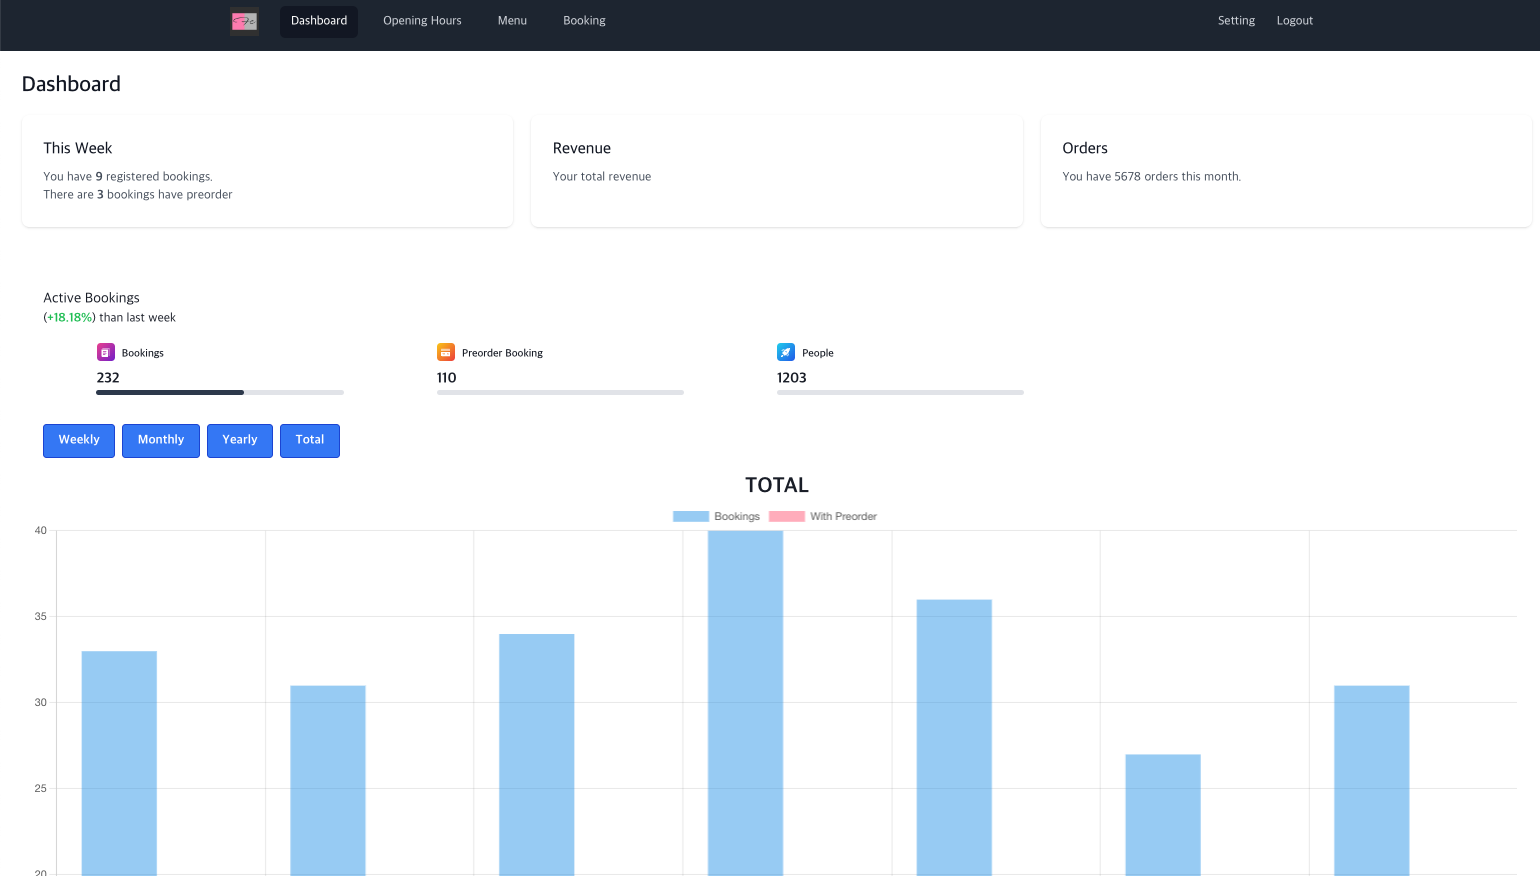 Dashboard
Opening Hours
Menu
Booking
Setting
Logout
Dashboard
This Week
You have 9 registered bookings.
There are 3 bookings have preorder
Revenue
Your total revenue
Orders
You have 5678 orders this month.
Active Bookings
(+18.18%) than last week
Bookings
232
Preorder Booking
110
People
1203
Weekly
Monthly
Yearly
Total
TOTAL
Bookings
With Preorder
40
35
30
25
20